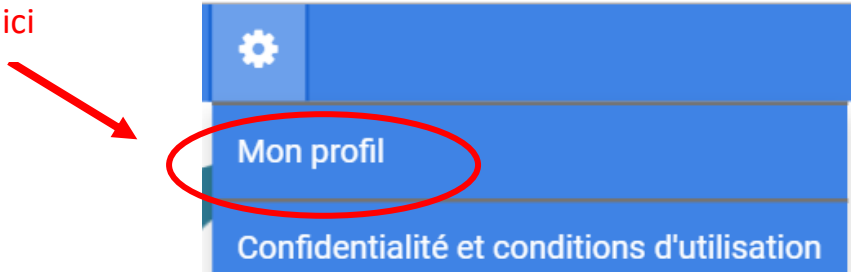 ici
Mon profil
Confidentialité et conditions d'utilisation